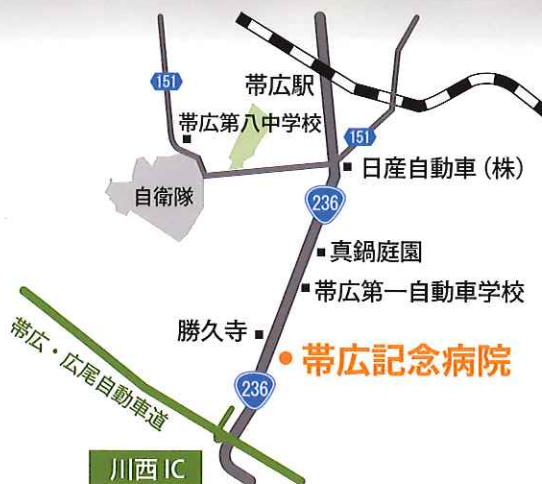 151
帯広駅
帯広第八中学校
151
日産自動車（株）
自衛隊
236
真鍋庭園
帯広第一自動車学校
勝久寺
帯広記念病院
236
帯広・広尾自動車道
川西 IC